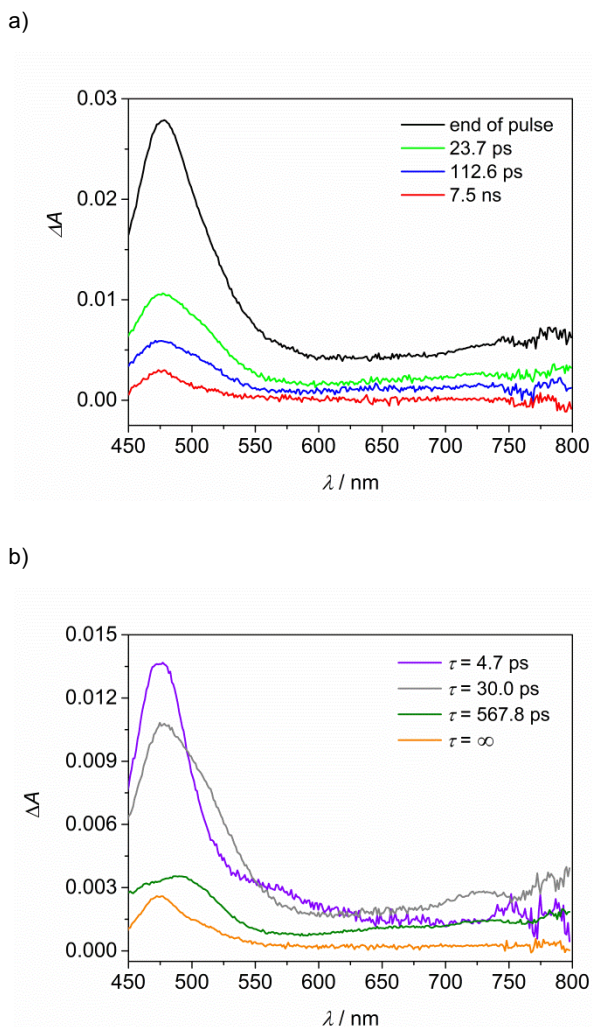 a)
0.03
0.02
0.01
0.00
ΔA
end of pulse
23.7 ps
112.6 ps
7.5 ns
450 500 550 600 650 700 750 800
λ / nm
b)
0.015
0.012
0.009
0.006
0.003
0.000
ΔA
τ = 4.7 ps
τ = 30.0 ps
τ = 567.8 ps
τ = ∞
450 500 550 600 650 700 750 800
λ / nm